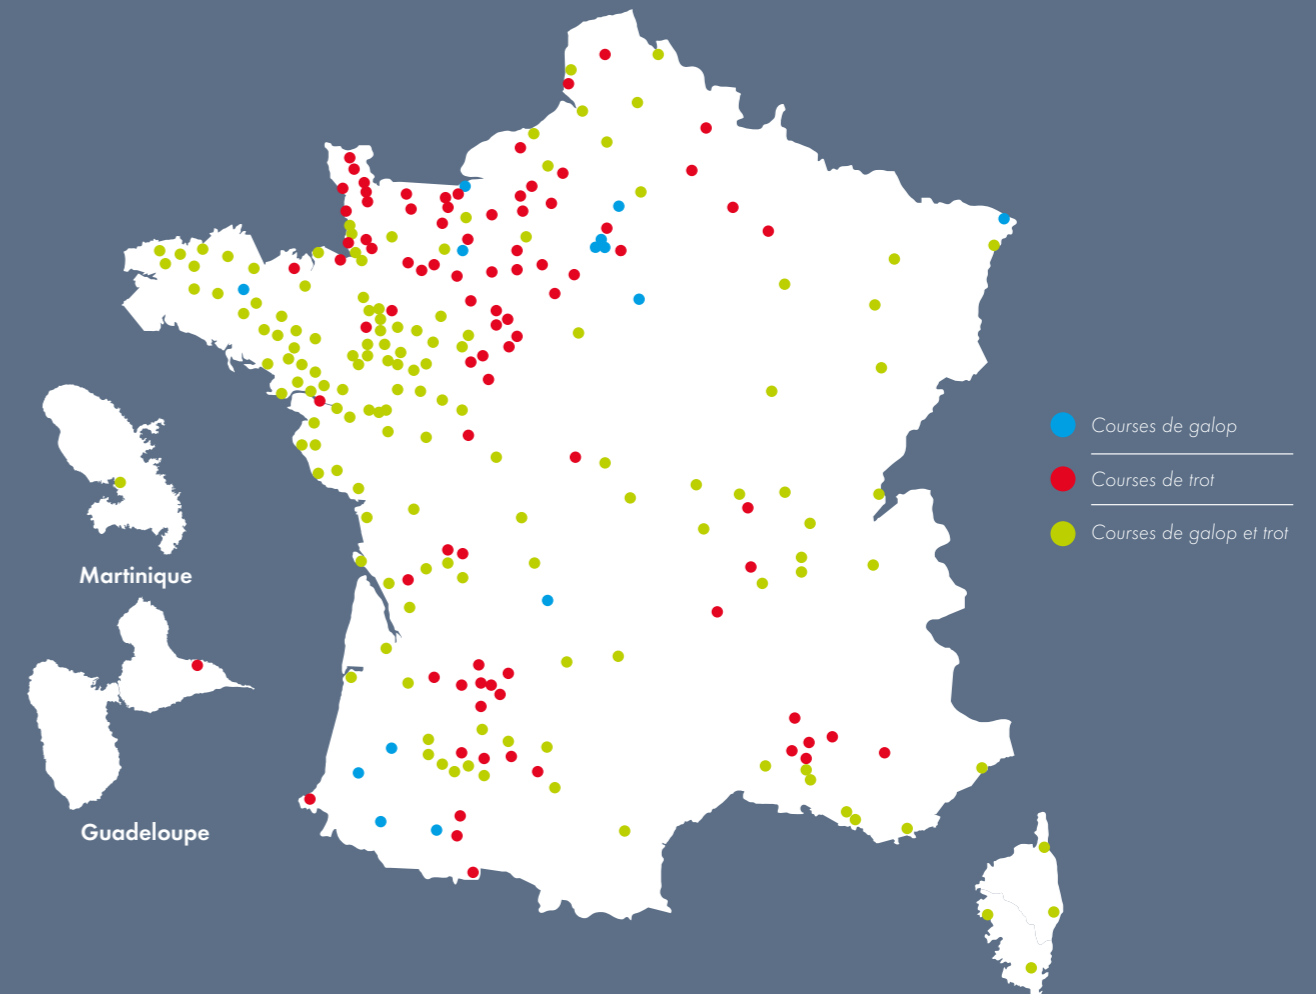 Courses de galop
Courses de trot
Courses de galop et trot
Martinique
Guadeloupe